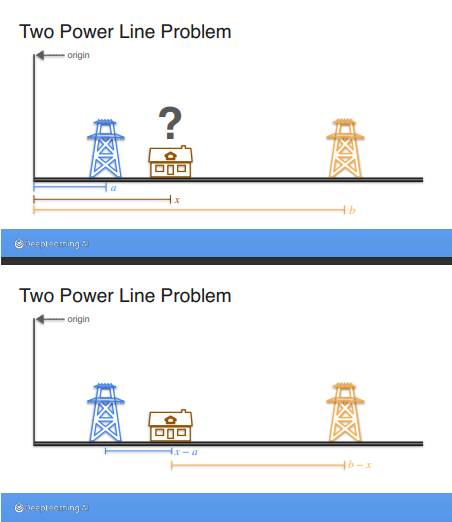 Two Power Line Problem
origin
?
a
x
b
DeepLearning.AI
Two Power Line Problem
origin
x − a
b − x
DeepLearning.AI